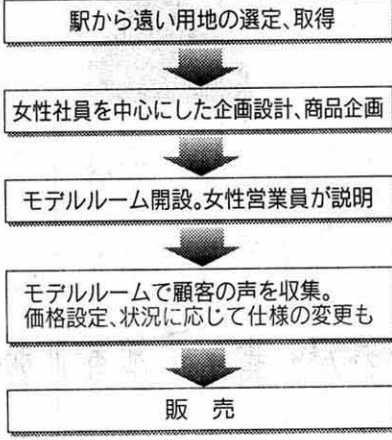 駅から遠い用地の選定、取得
女性社員を中心にした企画設計、商品企画
モデルルーム開設。女性営業員が説明
モデルルームで顧客の声を収集。
価格設定、状況に応じて仕様の変更も
販　売